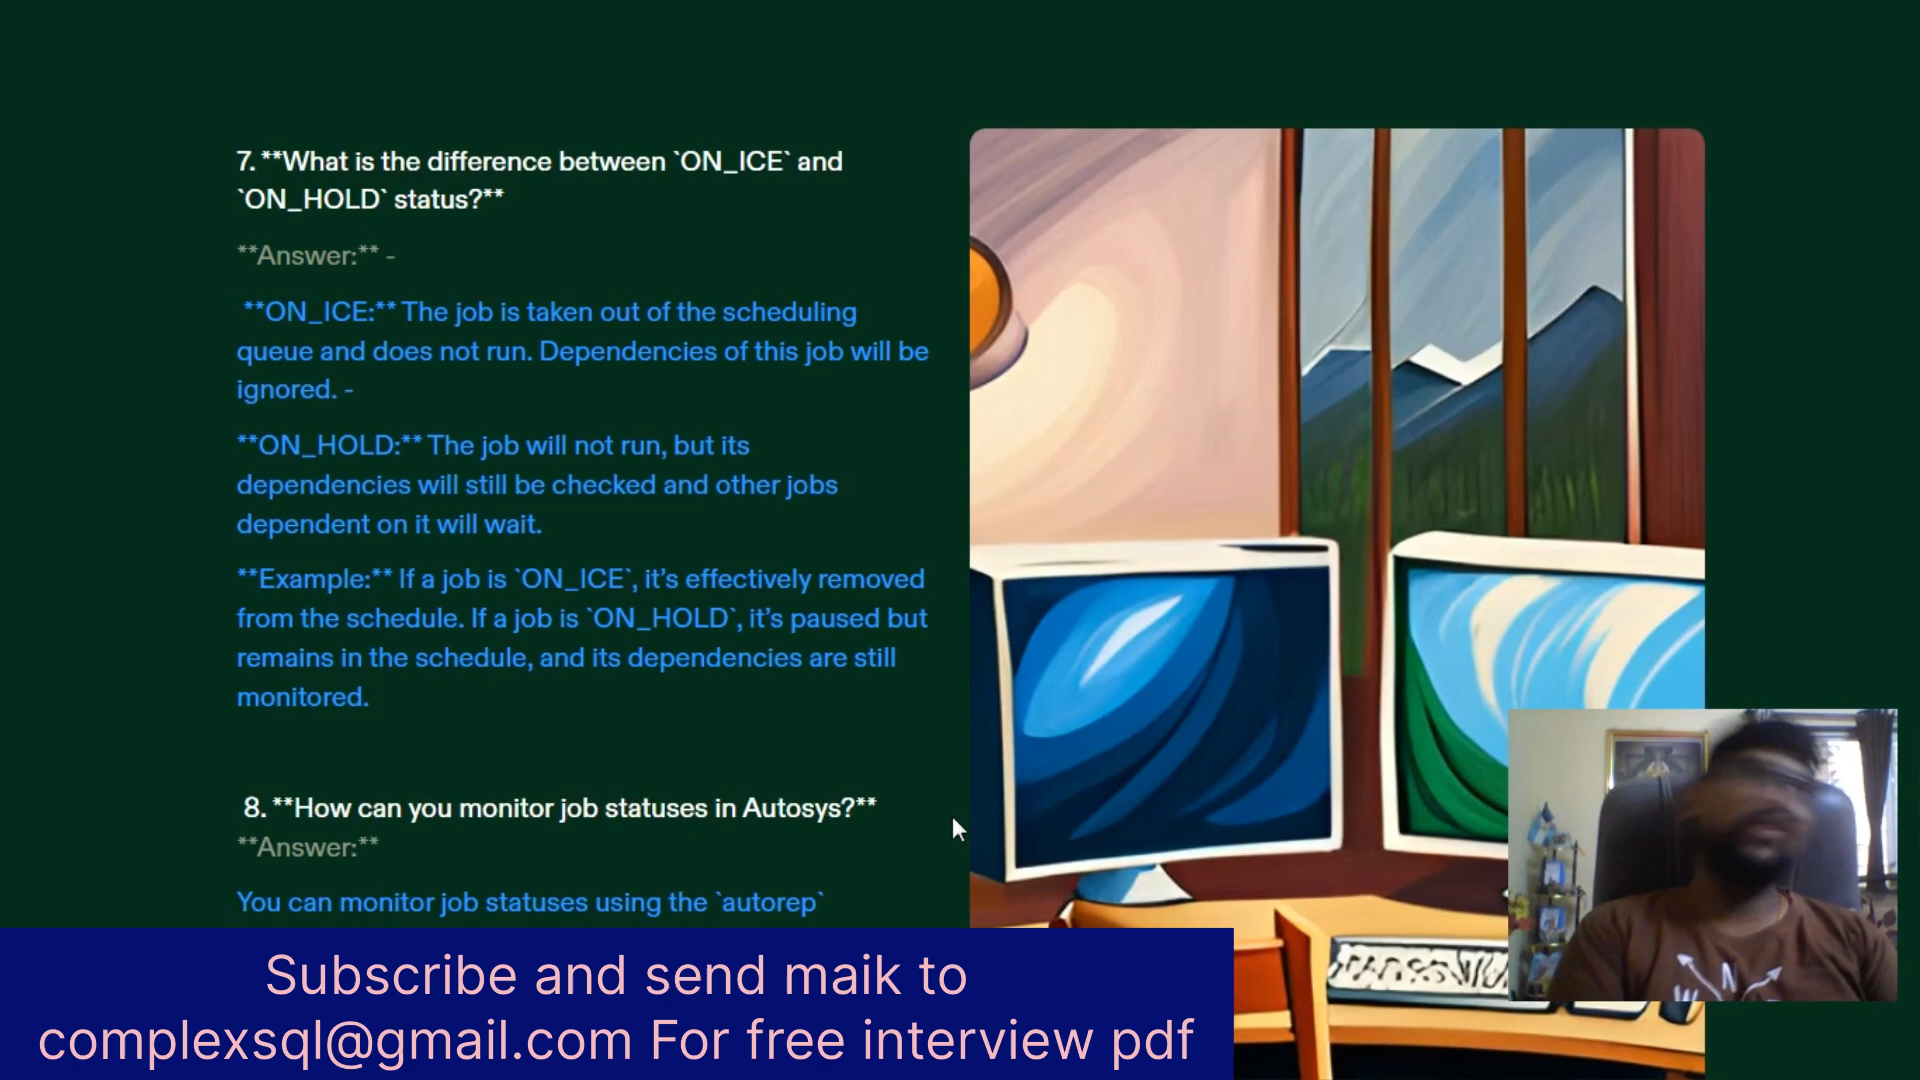 7. **What is the difference between `ON_ICE` and
`ON_HOLD` status?**
**Answer:** -
**ON_ICE:** The job is taken out of the scheduling
queue and does not run. Dependencies of this job will be
ignored. -
**ON_HOLD:** The job will not run, but its
dependencies will still be checked and other jobs
dependent on it will wait.
**Example:** If a job is `ON_ICE`, it’s effectively removed
from the schedule. If a job is `ON_HOLD`, it’s paused but
remains in the schedule, and its dependencies are still
monitored.
8. **How can you monitor job statuses in Autosys?**
**Answer:**
You can monitor job statuses using the `autorep`
Subscribe and send maik to
complexsql@gmail.com For free interview pdf